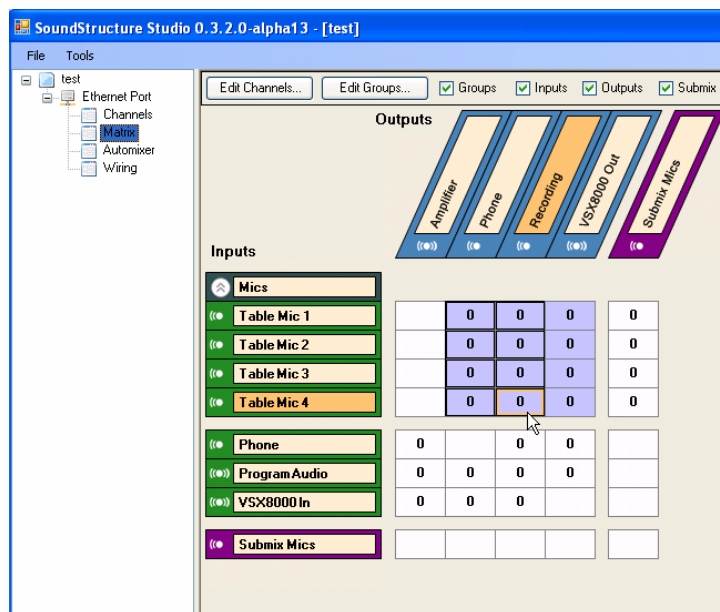 SoundStructure Studio 0.3.2.0-alpha13 - [test]
File Tools
test
Ethernet Port
Channels
Matrix
Automixer
Wiring
Edit Channels... Edit Groups... Groups Inputs Outputs Submix
Outputs
Amplifier Phone Recording VSX8000 Out Submix Mics
Inputs
Mics
Table Mic 1 0 0 0 0
Table Mic 2 0 0 0 0
Table Mic 3 0 0 0 0
Table Mic 4 0 0 0 0
Phone 0 0 0
Program Audio 0 0 0 0
VSX8000 In 0 0 0
Submix Mics